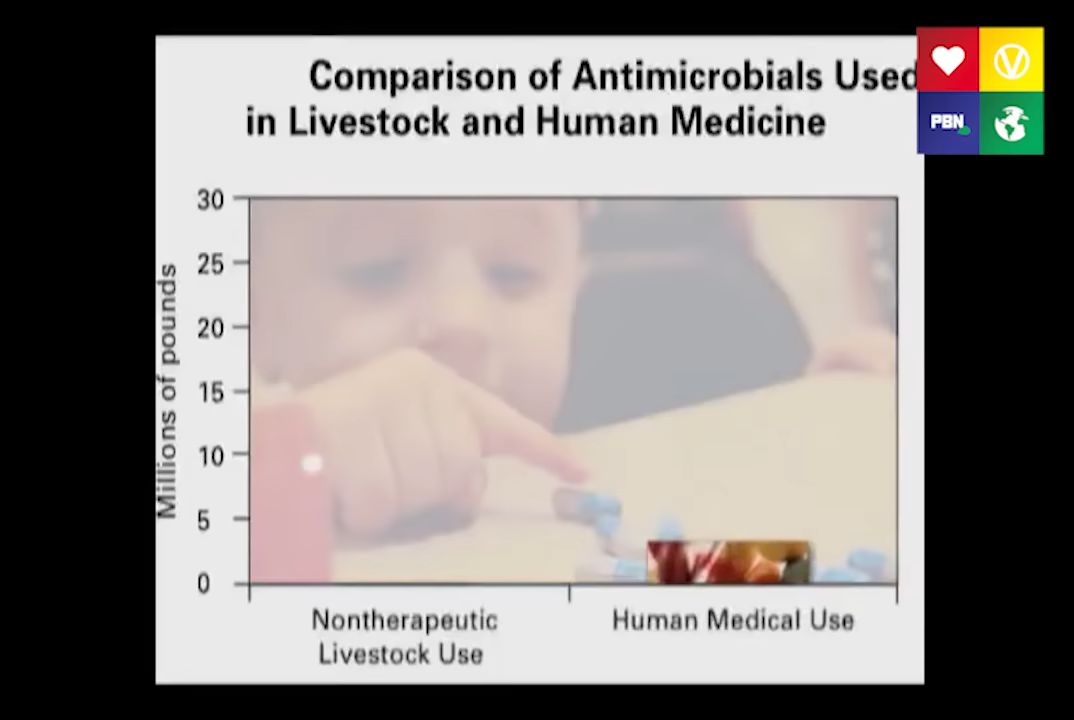 Comparison of Antimicrobials Used
in Livestock and Human Medicine
PBN
V
Millions of pounds
30
25
20
15
10
5
0
Nontherapeutic
Livestock Use
Human Medical Use